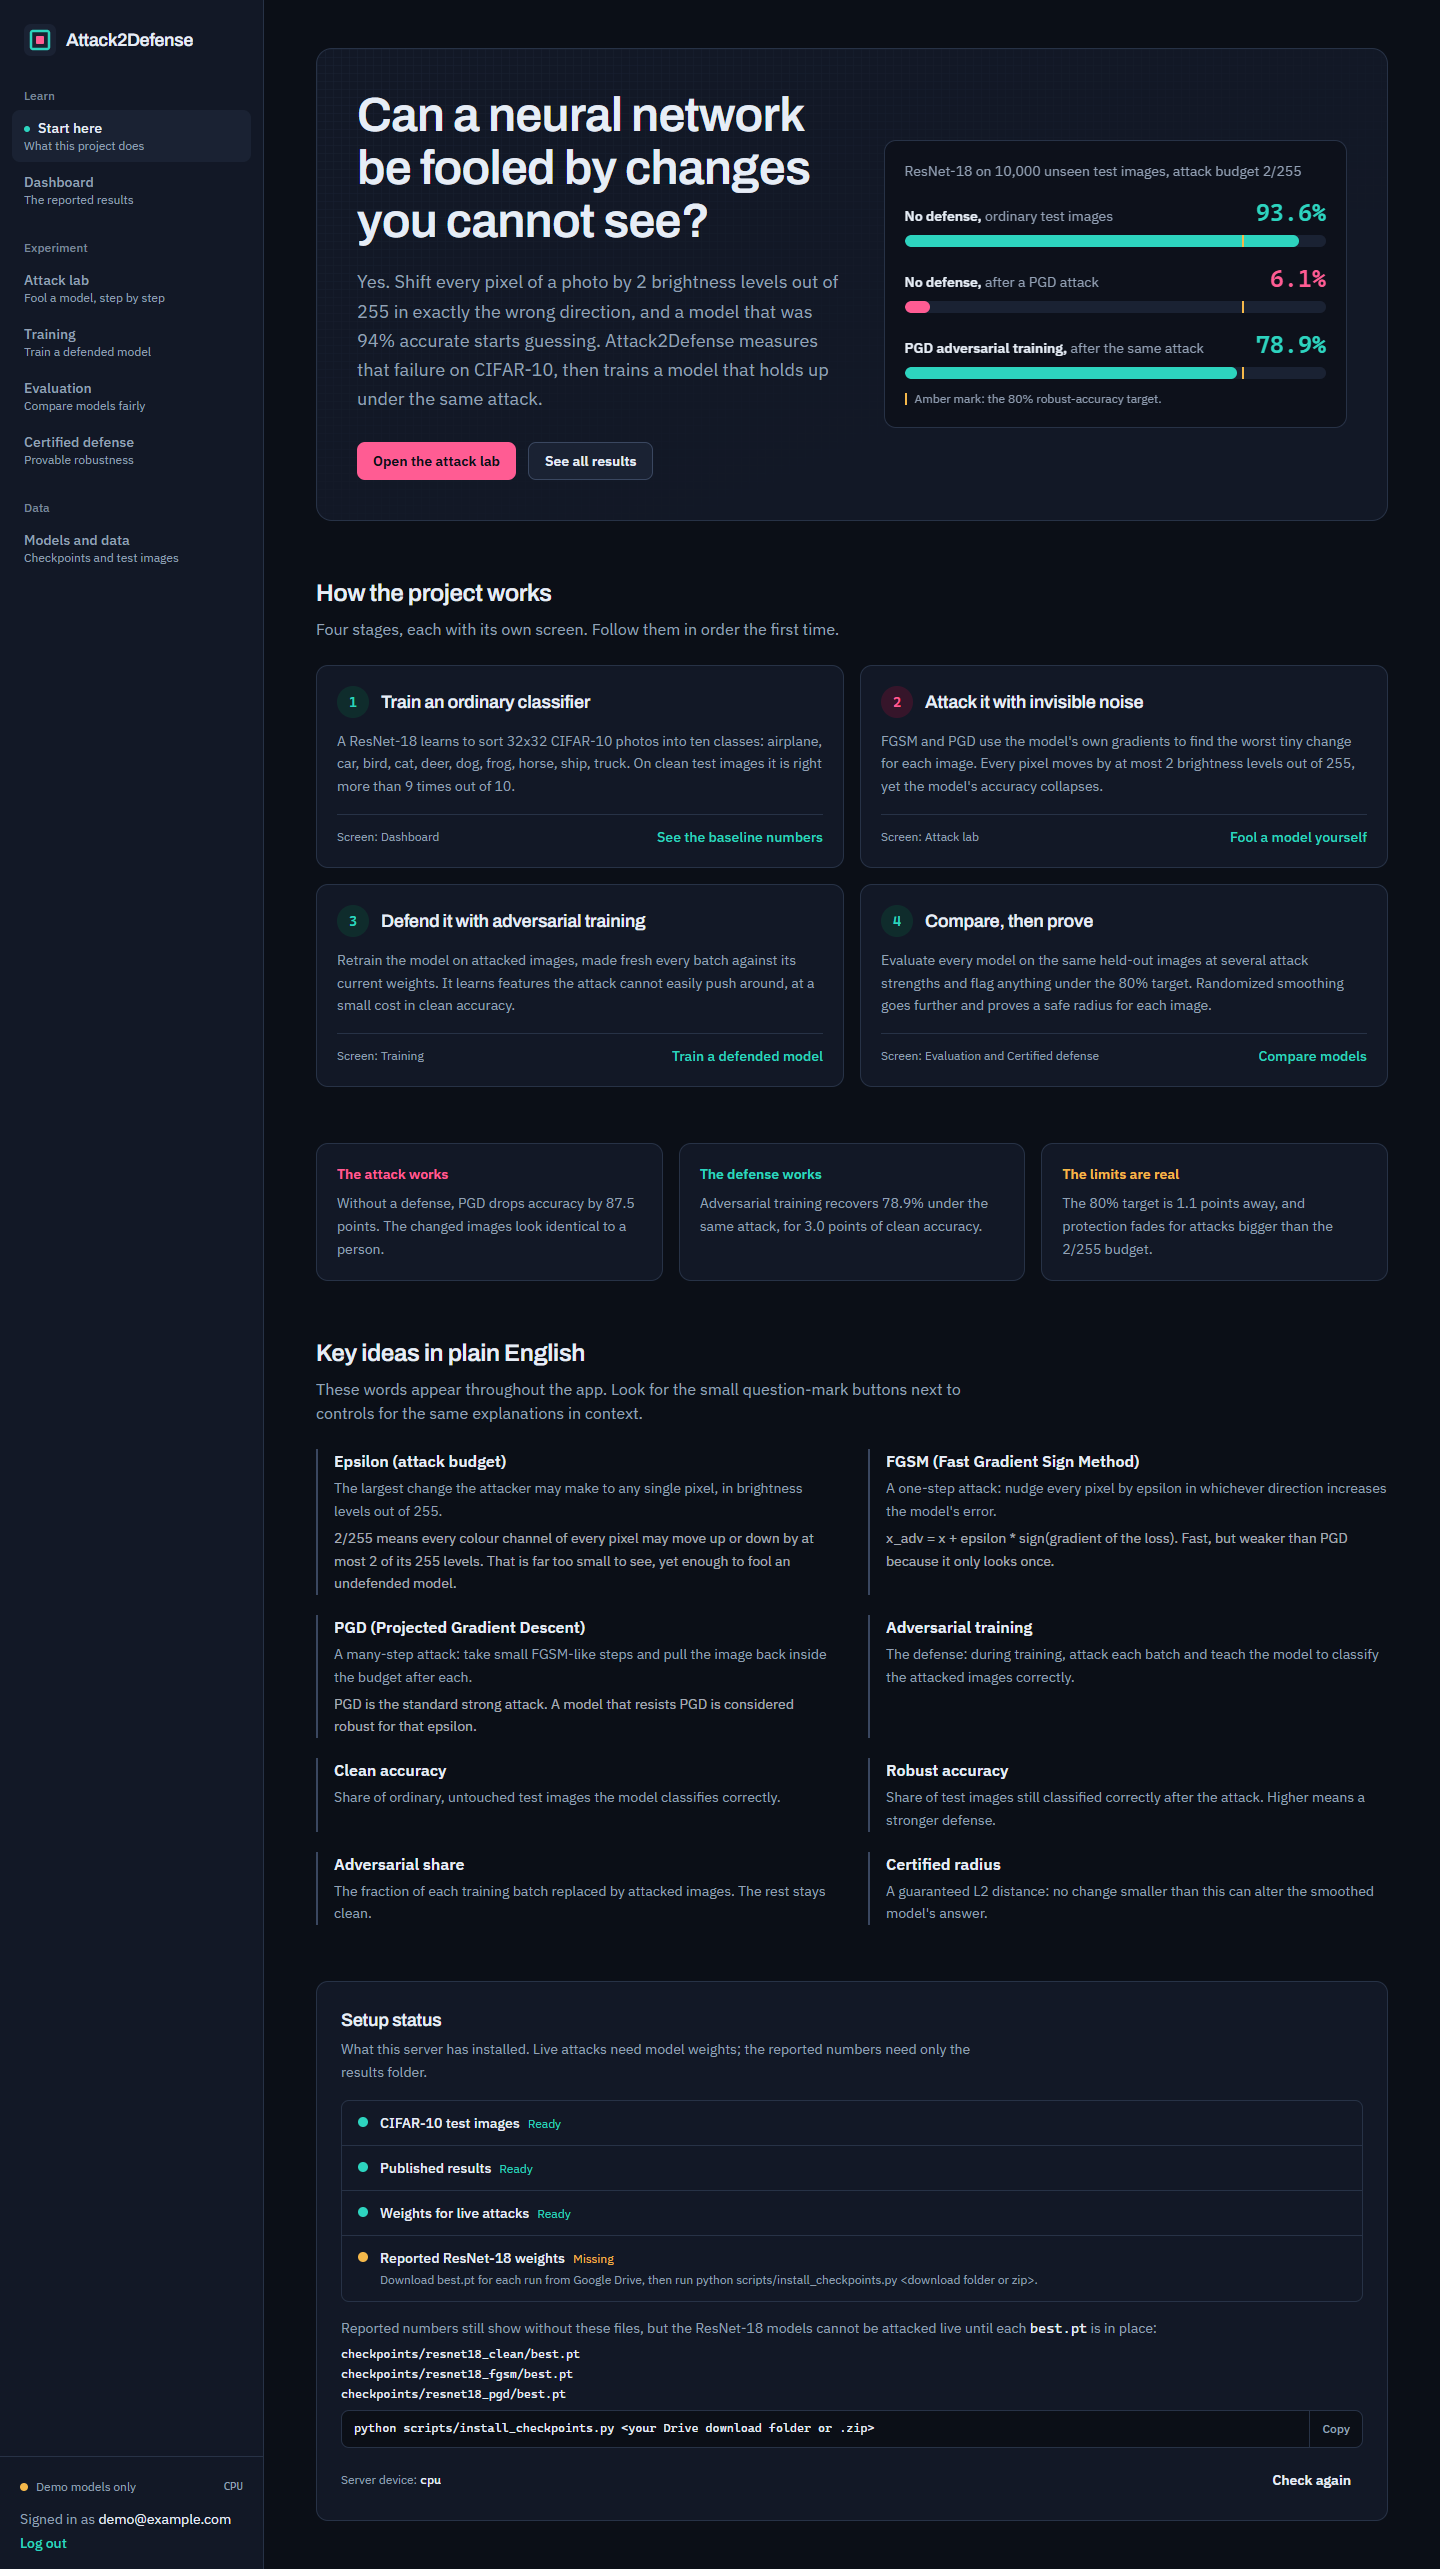 Attack2Defense
Learn
Start here
What this project does
Dashboard
The reported results
Experiment
Attack lab
Fool a model, step by step
Training
Train a defended model
Evaluation
Compare models fairly
Certified defense
Provable robustness
Data
Models and data
Checkpoints and test images
Demo models only
CPU
Signed in as demo@example.com
Log out
Can a neural network
be fooled by changes
you cannot see?
Yes. Shift every pixel of a photo by 2 brightness levels out of
255 in exactly the wrong direction, and a model that was
94% accurate starts guessing. Attack2Defense measures
that failure on CIFAR-10, then trains a model that holds up
under the same attack.
Open the attack lab
See all results
ResNet-18 on 10,000 unseen test images, attack budget 2/255
No defense, ordinary test images
93.6%
No defense, after a PGD attack
6.1%
PGD adversarial training, after the same attack
78.9%
Amber mark: the 80% robust-accuracy target.
How the project works
Four stages, each with its own screen. Follow them in order the first time.
1
Train an ordinary classifier
A ResNet-18 learns to sort 32x32 CIFAR-10 photos into ten classes: airplane,
car, bird, cat, deer, dog, frog, horse, ship, truck. On clean test images it is right
more than 9 times out of 10.
Screen: Dashboard
See the baseline numbers
2
Attack it with invisible noise
FGSM and PGD use the model's own gradients to find the worst tiny change
for each image. Every pixel moves by at most 2 brightness levels out of 255,
yet the model's accuracy collapses.
Screen: Attack lab
Fool a model yourself
3
Defend it with adversarial training
Retrain the model on attacked images, made fresh every batch against its
current weights. It learns features the attack cannot easily push around, at a
small cost in clean accuracy.
Screen: Training
Train a defended model
4
Compare, then prove
Evaluate every model on the same held-out images at several attack
strengths and flag anything under the 80% target. Randomized smoothing
goes further and proves a safe radius for each image.
Screen: Evaluation and Certified defense
Compare models
The attack works
Without a defense, PGD drops accuracy by 87.5
points. The changed images look identical to a
person.
The defense works
Adversarial training recovers 78.9% under the
same attack, for 3.0 points of clean accuracy.
The limits are real
The 80% target is 1.1 points away, and
protection fades for attacks bigger than the
2/255 budget.
Key ideas in plain English
These words appear throughout the app. Look for the small question-mark buttons next to
controls for the same explanations in context.
Epsilon (attack budget)
The largest change the attacker may make to any single pixel, in brightness
levels out of 255.
2/255 means every colour channel of every pixel may move up or down by at
most 2 of its 255 levels. That is far too small to see, yet enough to fool an
undefended model.
FGSM (Fast Gradient Sign Method)
A one-step attack: nudge every pixel by epsilon in whichever direction increases
the model's error.
x_adv = x + epsilon * sign(gradient of the loss). Fast, but weaker than PGD
because it only looks once.
PGD (Projected Gradient Descent)
A many-step attack: take small FGSM-like steps and pull the image back inside
the budget after each.
PGD is the standard strong attack. A model that resists PGD is considered
robust for that epsilon.
Adversarial training
The defense: during training, attack each batch and teach the model to classify
the attacked images correctly.
Clean accuracy
Share of ordinary, untouched test images the model classifies correctly.
Robust accuracy
Share of test images still classified correctly after the attack. Higher means a
stronger defense.
Adversarial share
The fraction of each training batch replaced by attacked images. The rest stays
clean.
Certified radius
A guaranteed L2 distance: no change smaller than this can alter the smoothed
model's answer.
Setup status
What this server has installed. Live attacks need model weights; the reported numbers need only the
results folder.
CIFAR-10 test images Ready
Published results Ready
Weights for live attacks Ready
Reported ResNet-18 weights Missing
Download best.pt for each run from Google Drive, then run python scripts/install_checkpoints.py <download folder or zip>.
Reported numbers still show without these files, but the ResNet-18 models cannot be attacked live until each best.pt is in place:
checkpoints/resnet18_clean/best.pt
checkpoints/resnet18_fgsm/best.pt
checkpoints/resnet18_pgd/best.pt
python scripts/install_checkpoints.py <your Drive download folder or .zip>
Copy
Server device: cpu
Check again